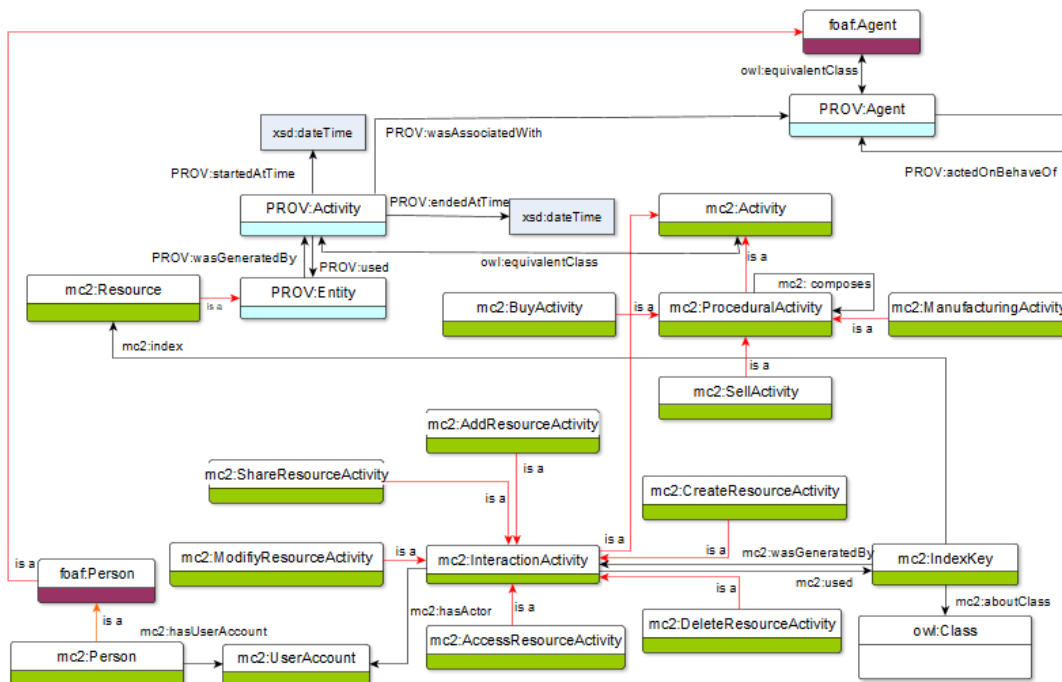 foaf:Agent
owl:equivalentClass
PROV:Agent
xsd:dateTime
PROV:wasAssociatedWith
PROV:startedAtTime
PROV:actedOnBehaveOf
PROV:Activity
PROV:endedAtTime
xsd:dateTime
mc2:Activity
PROV:wasGeneratedBy
PROV:used
owl:equivalentClass
is a
mc2:Resource
is a
PROV:Entity
mc2: composes
mc2:BuyActivity
is a
mc2:ProceduralActivity
is a
mc2:ManufacturingActivity
mc2:index
is a
mc2:SellActivity
mc2:AddResourceActivity
mc2:ShareResourceActivity
is a
is a
mc2:CreateResourceActivity
mc2:ModifiyResourceActivity
is a
mc2:InteractionActivity
is a
is a
mc2:wasGeneratedBy
mc2:IndexKey
is a
foaf:Person
mc2:used
is a
mc2:hasActor
is a
mc2:aboutClass
is a
mc2:hasUserAccount
mc2:Person
mc2:UserAccount
mc2:AccessResourceActivity
mc2:DeleteResourceActivity
owl:Class